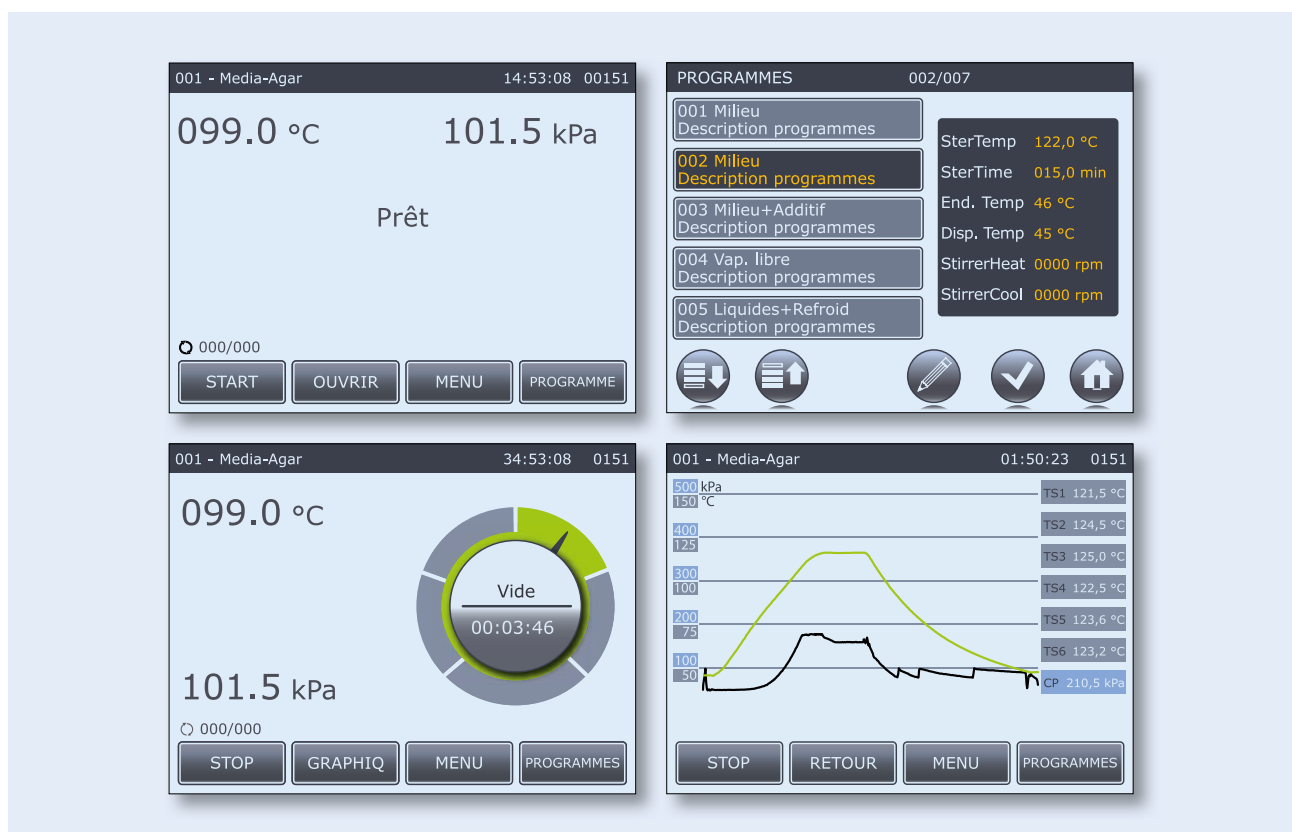 001 - Media-Agar 14:53:08 00151
099.0 °C 101.5 kPa
Prêt
000/000
START OUVRIR MENU PROGRAMME
PROGRAMMES 002/007
001 Milieu
Description programmes
002 Milieu
Description programmes
003 Milieu+Additif
Description programmes
004 Vap. libre
Description programmes
005 Liquides+Refroid
Description programmes
SterTemp 122,0 °C
SterTime 015,0 min
End. Temp 46 °C
Disp. Temp 45 °C
StirrerHeat 0000 rpm
StirrerCool 0000 rpm
001 - Media-Agar 34:53:08 0151
099.0 °C
Vide
00:03:46
101.5 kPa
000/000
STOP GRAPHIQ MENU PROGRAMMES
001 - Media-Agar 01:50:23 0151
500 kPa
150 °C
400
125
300
100
200
75
100
50
TS1 121,5 °C
TS2 124,5 °C
TS3 125,0 °C
TS4 122,5 °C
TS5 123,6 °C
TS6 123,2 °C
CP 210,5 kPa
STOP RETOUR MENU PROGRAMMES